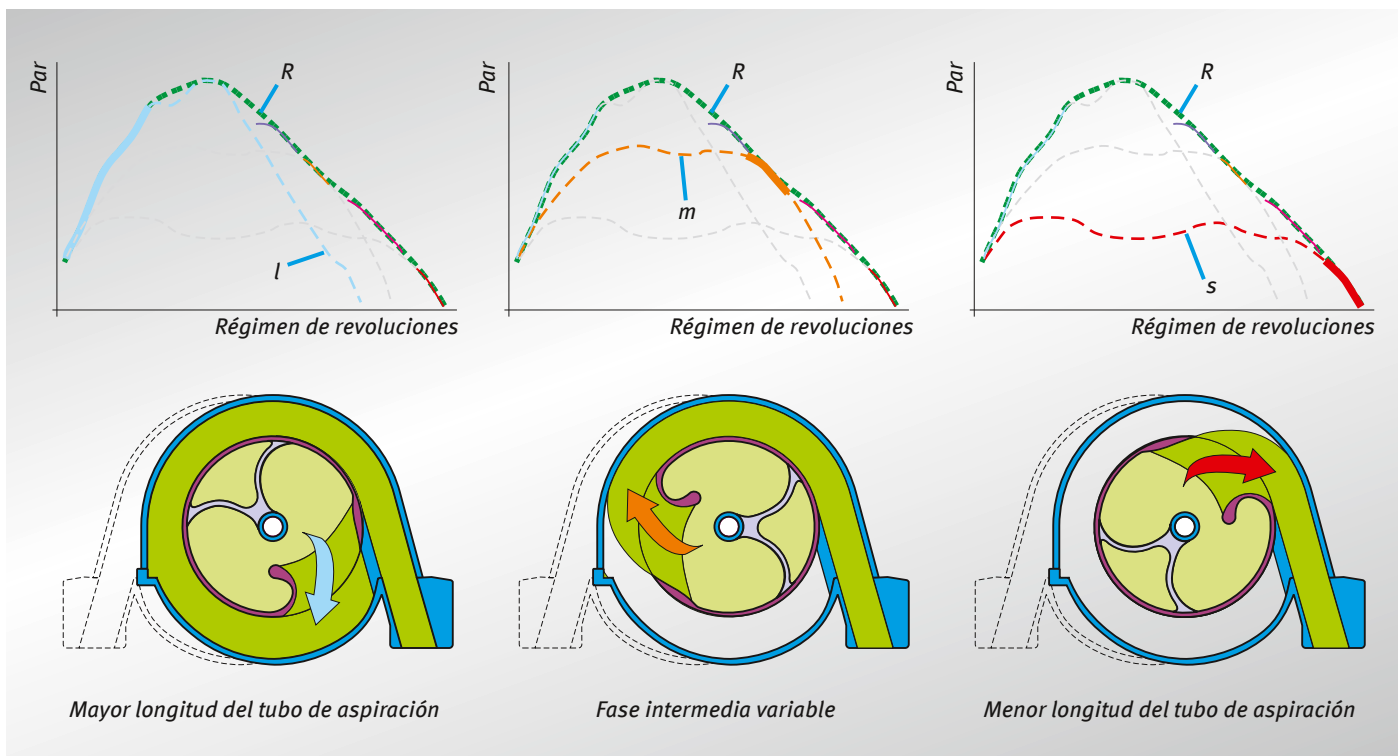 Par
R
l
Régimen de revoluciones
Par
R
m
Régimen de revoluciones
Par
R
s
Régimen de revoluciones
Mayor longitud del tubo de aspiración
Fase intermedia variable
Menor longitud del tubo de aspiración